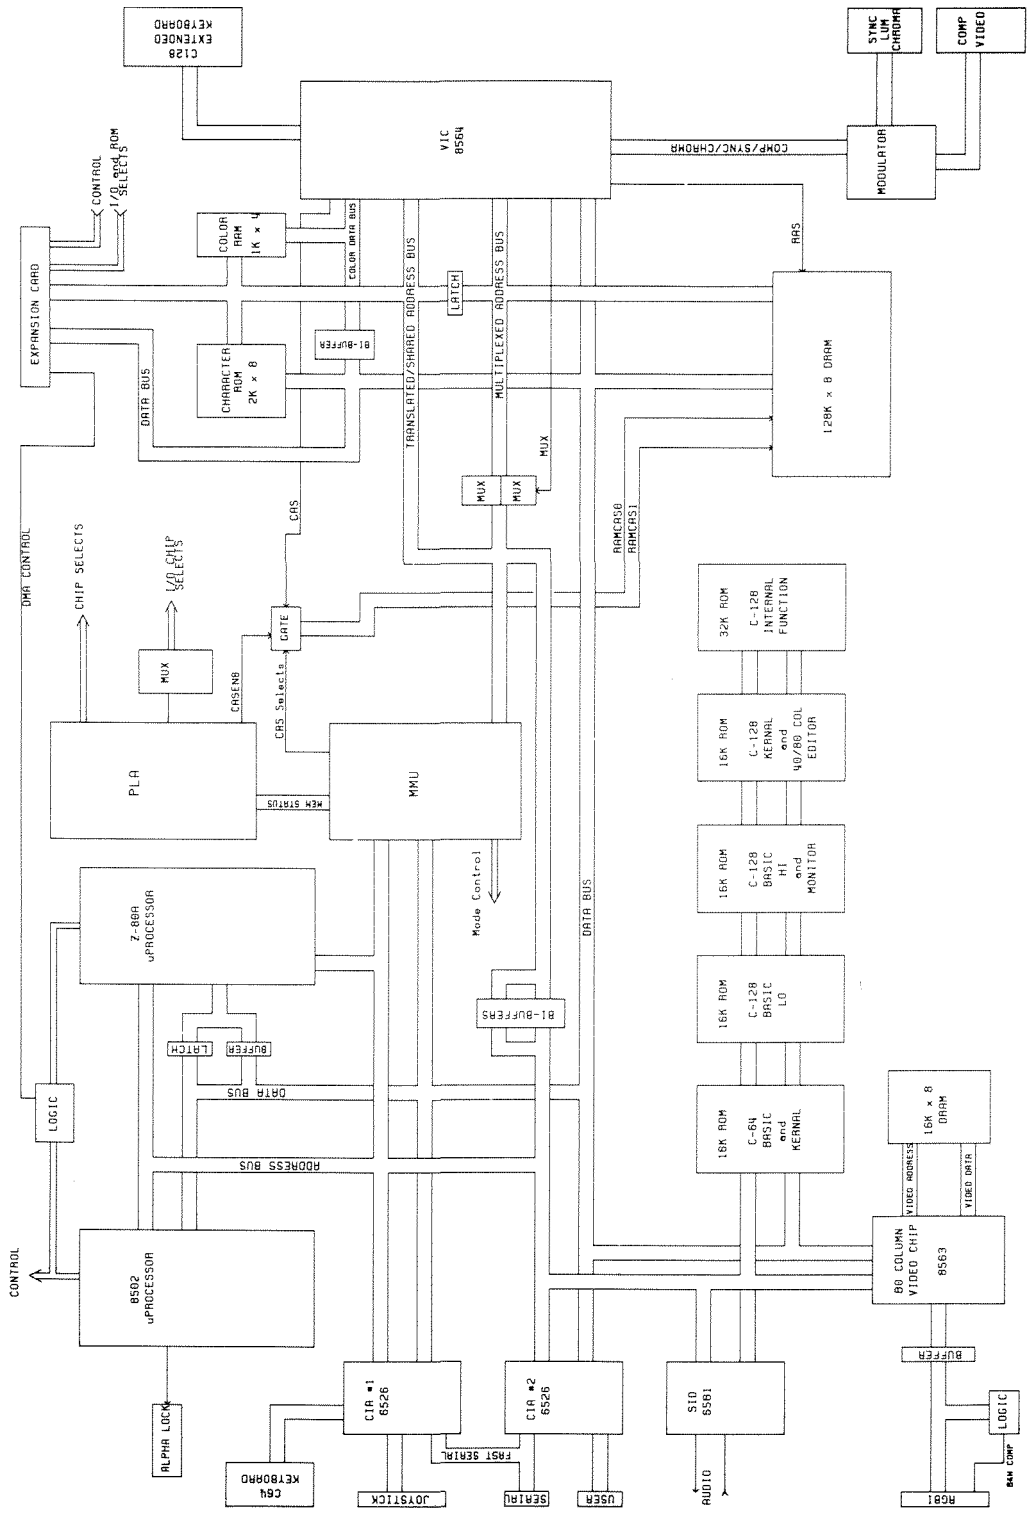 C128
EXTENDED
KEYBOARD
SYNC
LUM
CHROMA
COMP
VIDEO
VIC
8564
COMP/SYNC/CHROMA
MODULATOR
CONTROL
I/O and ROM
SELECTS
EXPANSION CARD
COLOR
RAM
1K x 4
COLOR DATA BUS
BI-BUFFER
CHARACTER
ROM
2K x 8
DATA BUS
TRANSLATED/SHARED ADDRESS BUS
LATCH
MULTIPLEXED ADDRESS BUS
MUX
RAS
128K x 8 DRAM
MUX
MUX
RAMCAS0
RAMCAS1
CAS
DMA CONTROL
CHIP SELECTS
I/O CHIP
SELECTS
MUX
GATE
CASENB
CAS Selects
PLA
MEM STATUS
MMU
Mode Control
32K ROM
C-128
INTERNAL
FUNCTION
16K ROM
C-128
KERNAL
and
40/80 COL
EDITOR
16K ROM
C-128
BASIC
HI
and
MONITOR
16K ROM
C-128
BASIC
LO
16K ROM
C-64
BASIC
and
KERNAL
Z-80A
uPROCESSOR
LATCH
BUFFER
DATA BUS
BI-BUFFERS
DATA BUS
LOGIC
ADDRESS BUS
CONTROL
8502
uPROCESSOR
ALPHA LOCK
16K x 8
DRAM
VIDEO ADDRESS
VIDEO DATA
80 COLUMN
VIDEO CHIP
8563
BUFFER
CIA #1
6526
CIA #2
6526
SID
6581
C64
KEYBOARD
JOYSTICK
FAST SERIAL
SERIAL
USER
AUDIO
LOGIC
RGBI
B&W COMP